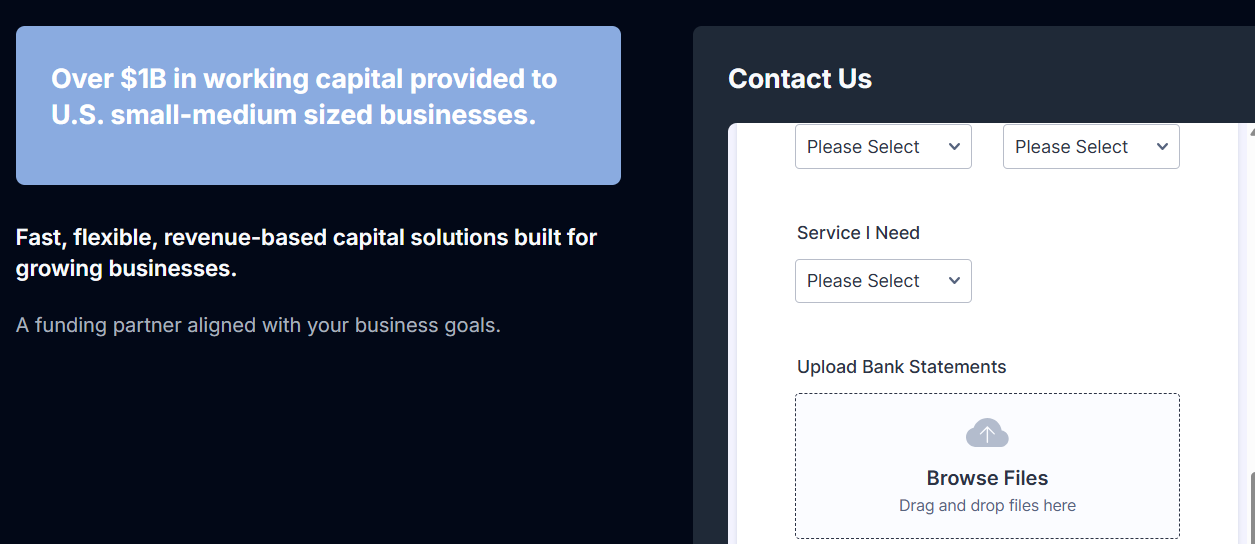 Over $1B in working capital provided to
U.S. small-medium sized businesses.
Fast, flexible, revenue-based capital solutions built for
growing businesses.
A funding partner aligned with your business goals.
Contact Us
Please Select
Please Select
Service I Need
Please Select
Upload Bank Statements
Browse Files
Drag and drop files here